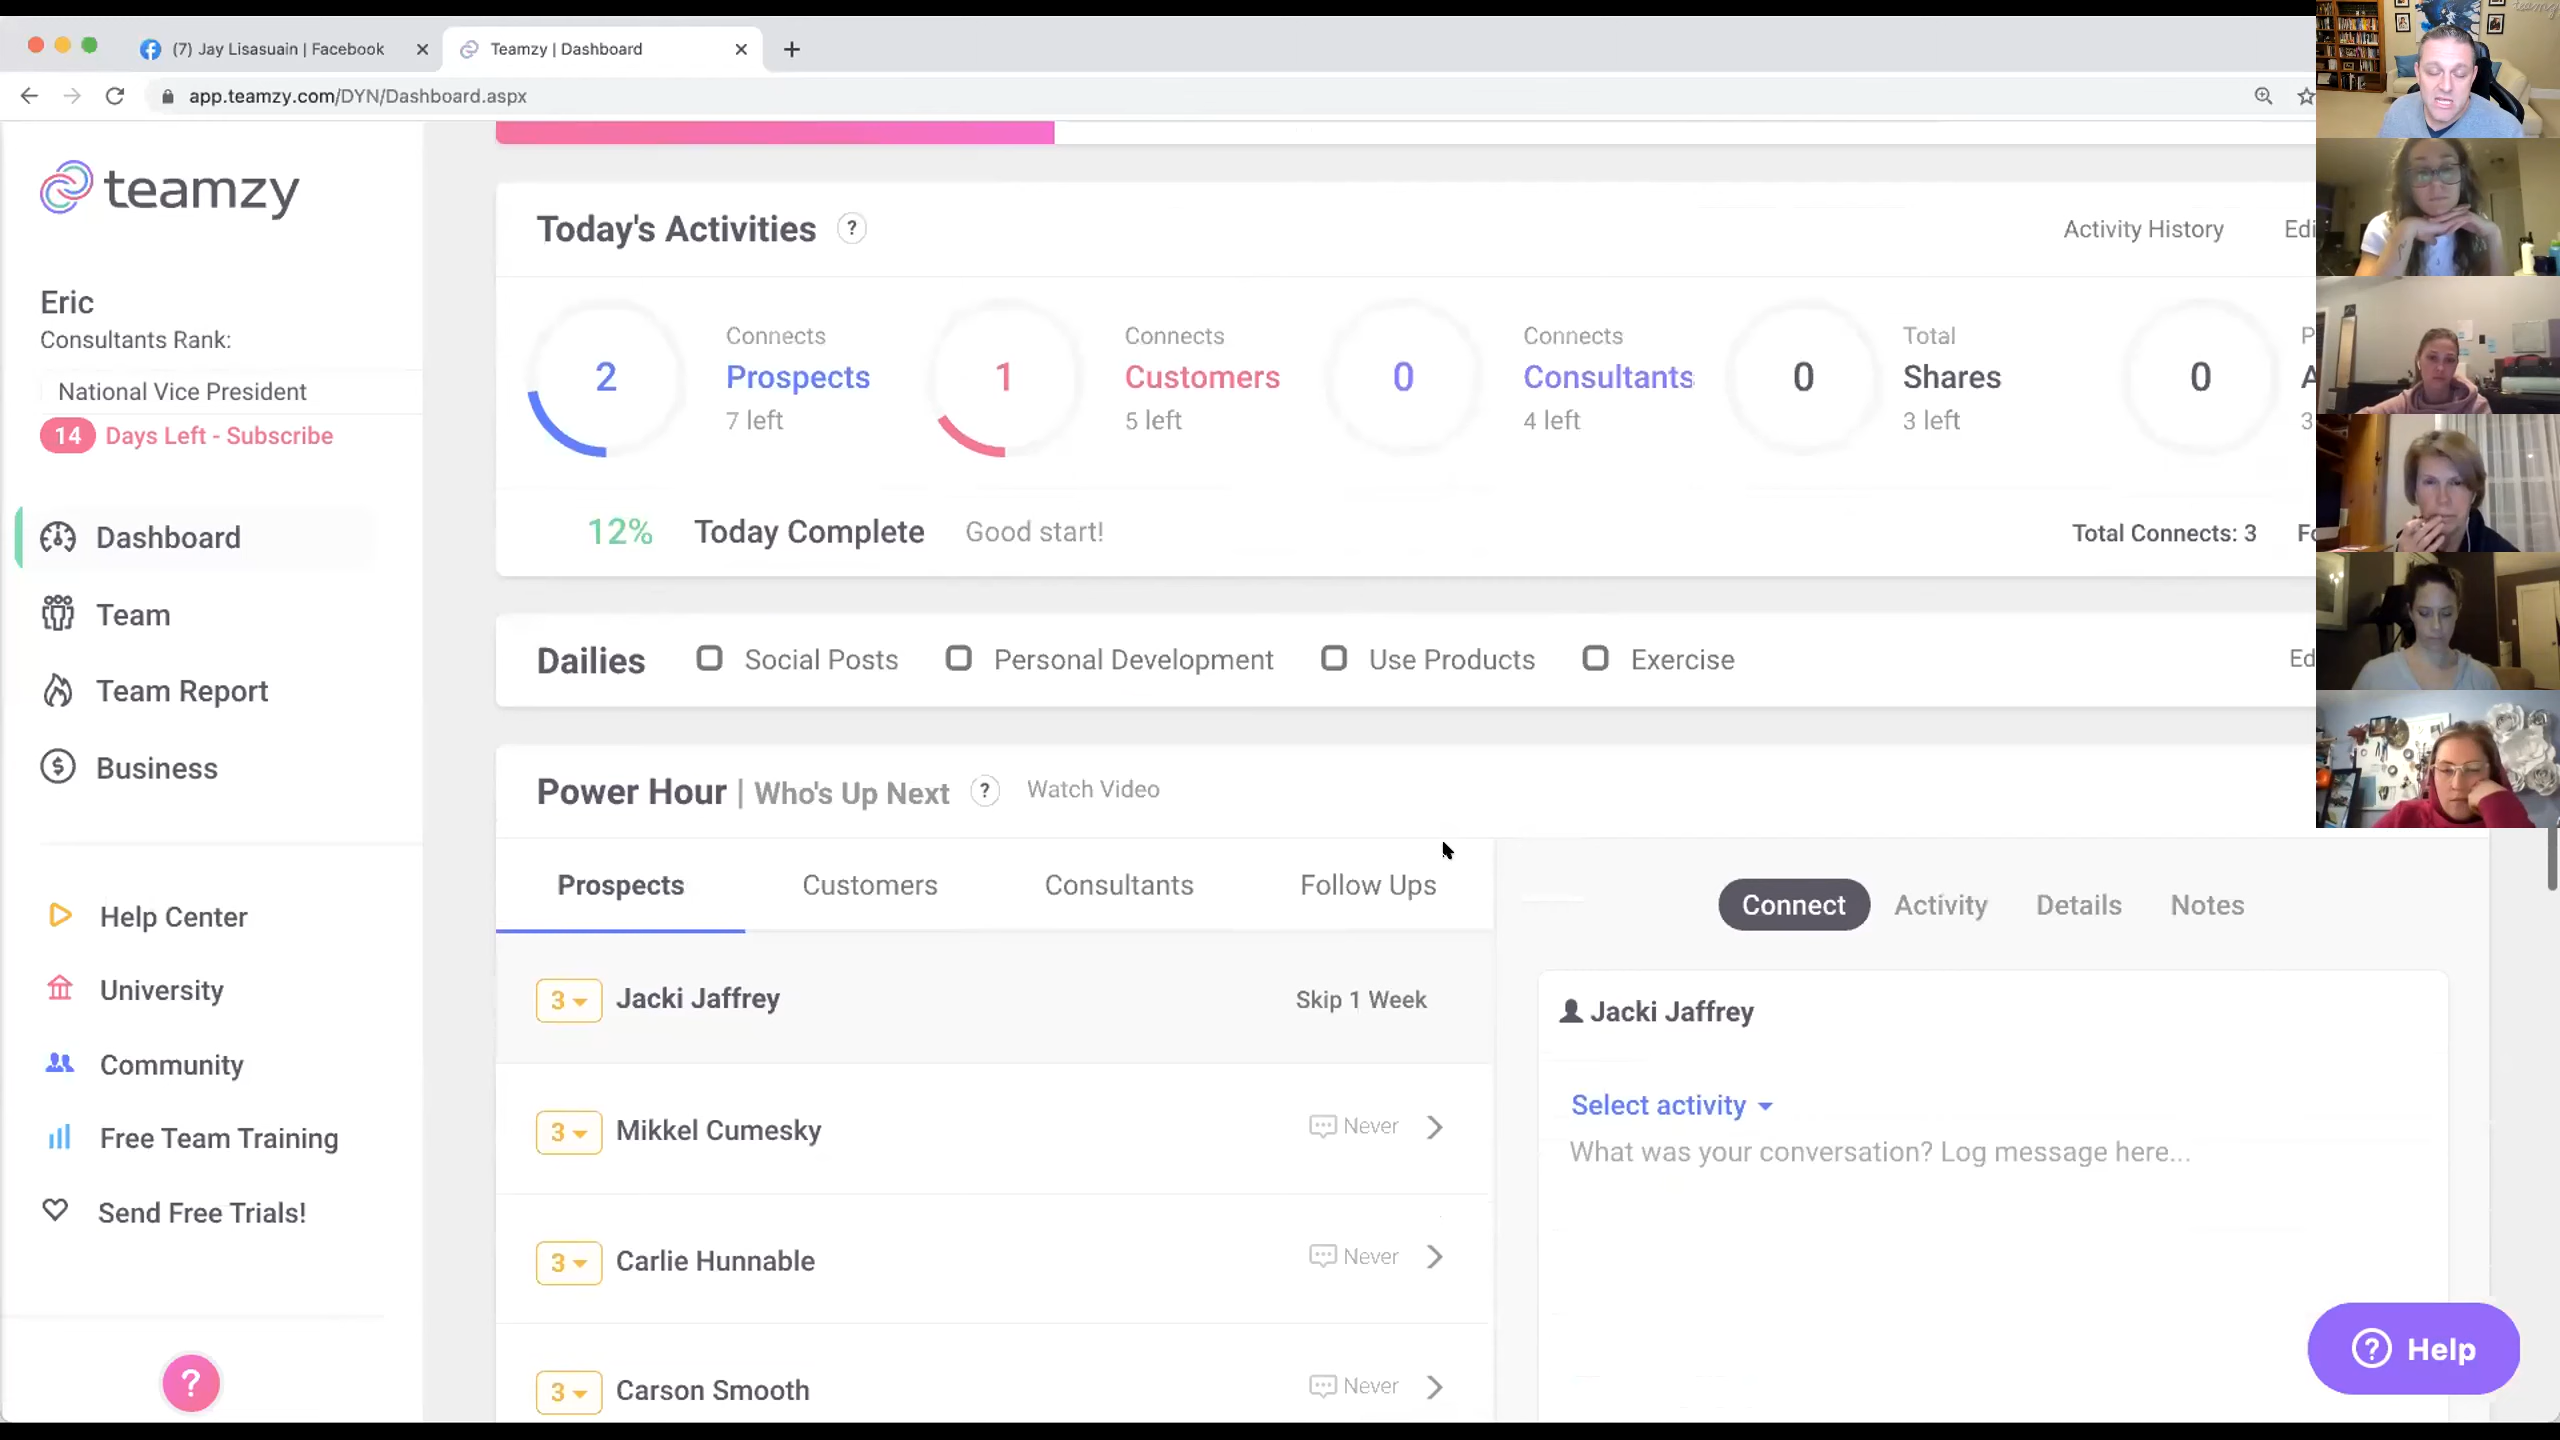 (7) Jay Lisasuain | Facebook
Teamzy | Dashboard
app.teamzy.com/DYN/Dashboard.aspx
teamzy
Eric
Consultants Rank:
National Vice President
14 Days Left - Subscribe
Dashboard
Team
Team Report
Business
Help Center
University
Community
Free Team Training
Send Free Trials!
?
Today's Activities ?
Activity History Edi
2 Connects Prospects 7 left
1 Connects Customers 5 left
0 Connects Consultants 4 left
0 Total Shares 3 left
0 P A 3
12% Today Complete Good start!
Total Connects: 3 Fo
Dailies Social Posts Personal Development Use Products Exercise Ed
Power Hour | Who's Up Next ? Watch Video
Prospects Customers Consultants Follow Ups
3 Jacki Jaffrey Skip 1 Week
3 Mikkel Cumesky Never
3 Carlie Hunnable Never
3 Carson Smooth Never
Connect Activity Details Notes
Jacki Jaffrey
Select activity
What was your conversation? Log message here...
? Help